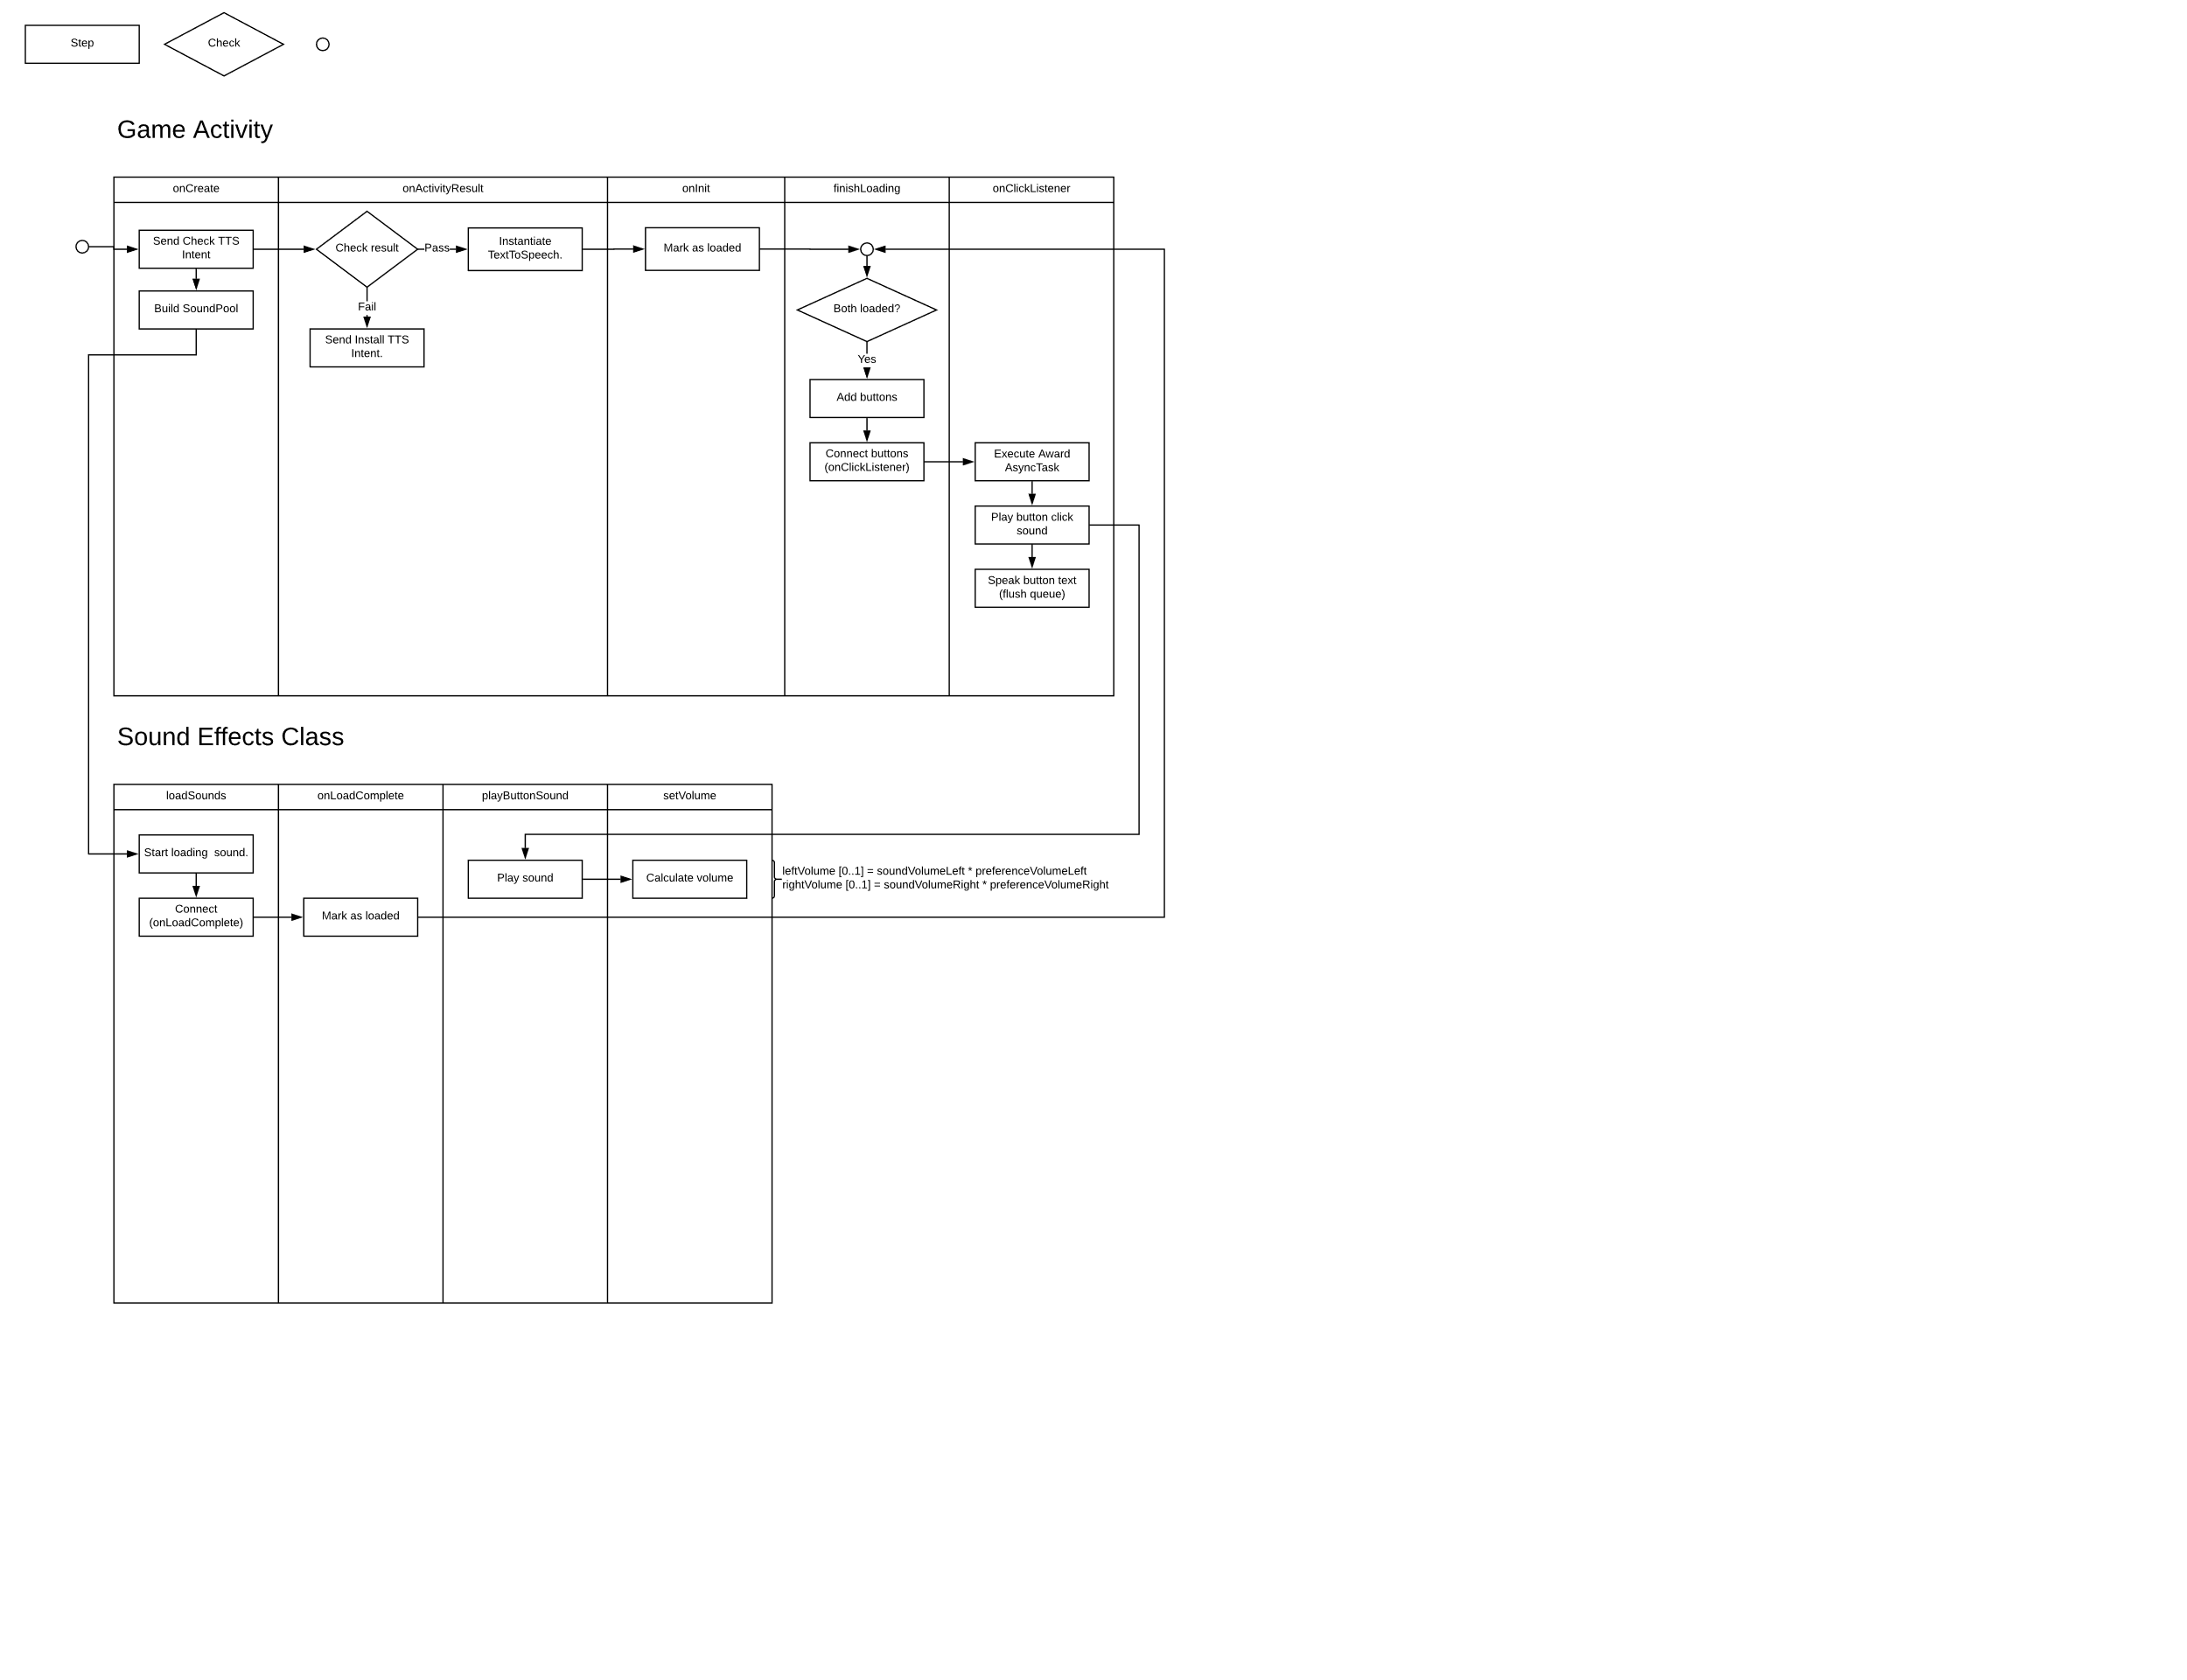 Step
Check
Game Activity
onCreate
onActivityResult
onInit
finishLoading
onClickListener
Send Check TTS
Intent
Build SoundPool
Check result
Pass
Fail
Send Install TTS
Intent.
Instantiate
TextToSpeech.
Mark as loaded
Both loaded?
Yes
Add buttons
Connect buttons
(onClickListener)
Execute Award
AsyncTask
Play button click
sound
Speak button text
(flush queue)
Sound Effects Class
loadSounds
onLoadComplete
playButtonSound
setVolume
Start loading  sound.
Connect
(onLoadComplete)
Mark as loaded
Play sound
Calculate volume
leftVolume [0..1] = soundVolumeLeft * preferenceVolumeLeft
rightVolume [0..1] = soundVolumeRight * preferenceVolumeRight